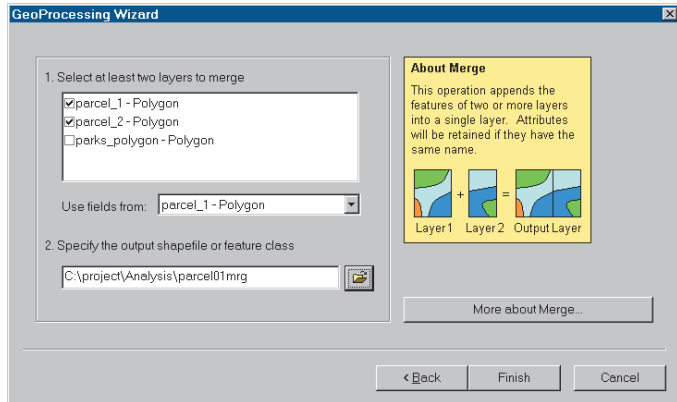 GeoProcessing Wizard
1. Select at least two layers to merge
parcel_1 - Polygon
parcel_2 - Polygon
parks_polygon - Polygon
Use fields from:
parcel_1 - Polygon
2. Specify the output shapefile or feature class
C:\project\Analysis\parcel01mrg
About Merge
This operation appends the
features of two or more layers
into a single layer. Attributes
will be retained if they have the
same name.
+ =
Layer 1 Layer 2 Output Layer
More about Merge...
< Back
Finish
Cancel